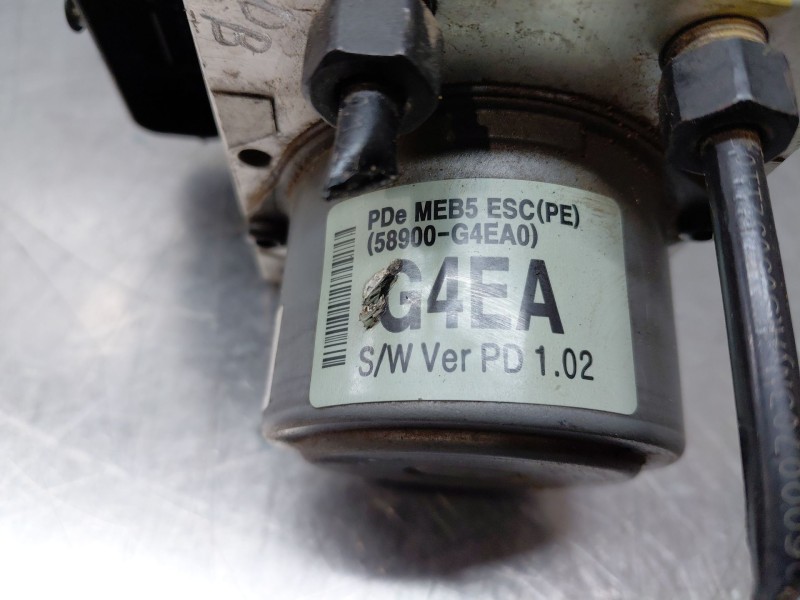 PDe MEB5 ESC(PE)
(58900-G4EA0)
G4EA
S/W Ver PD 1.02